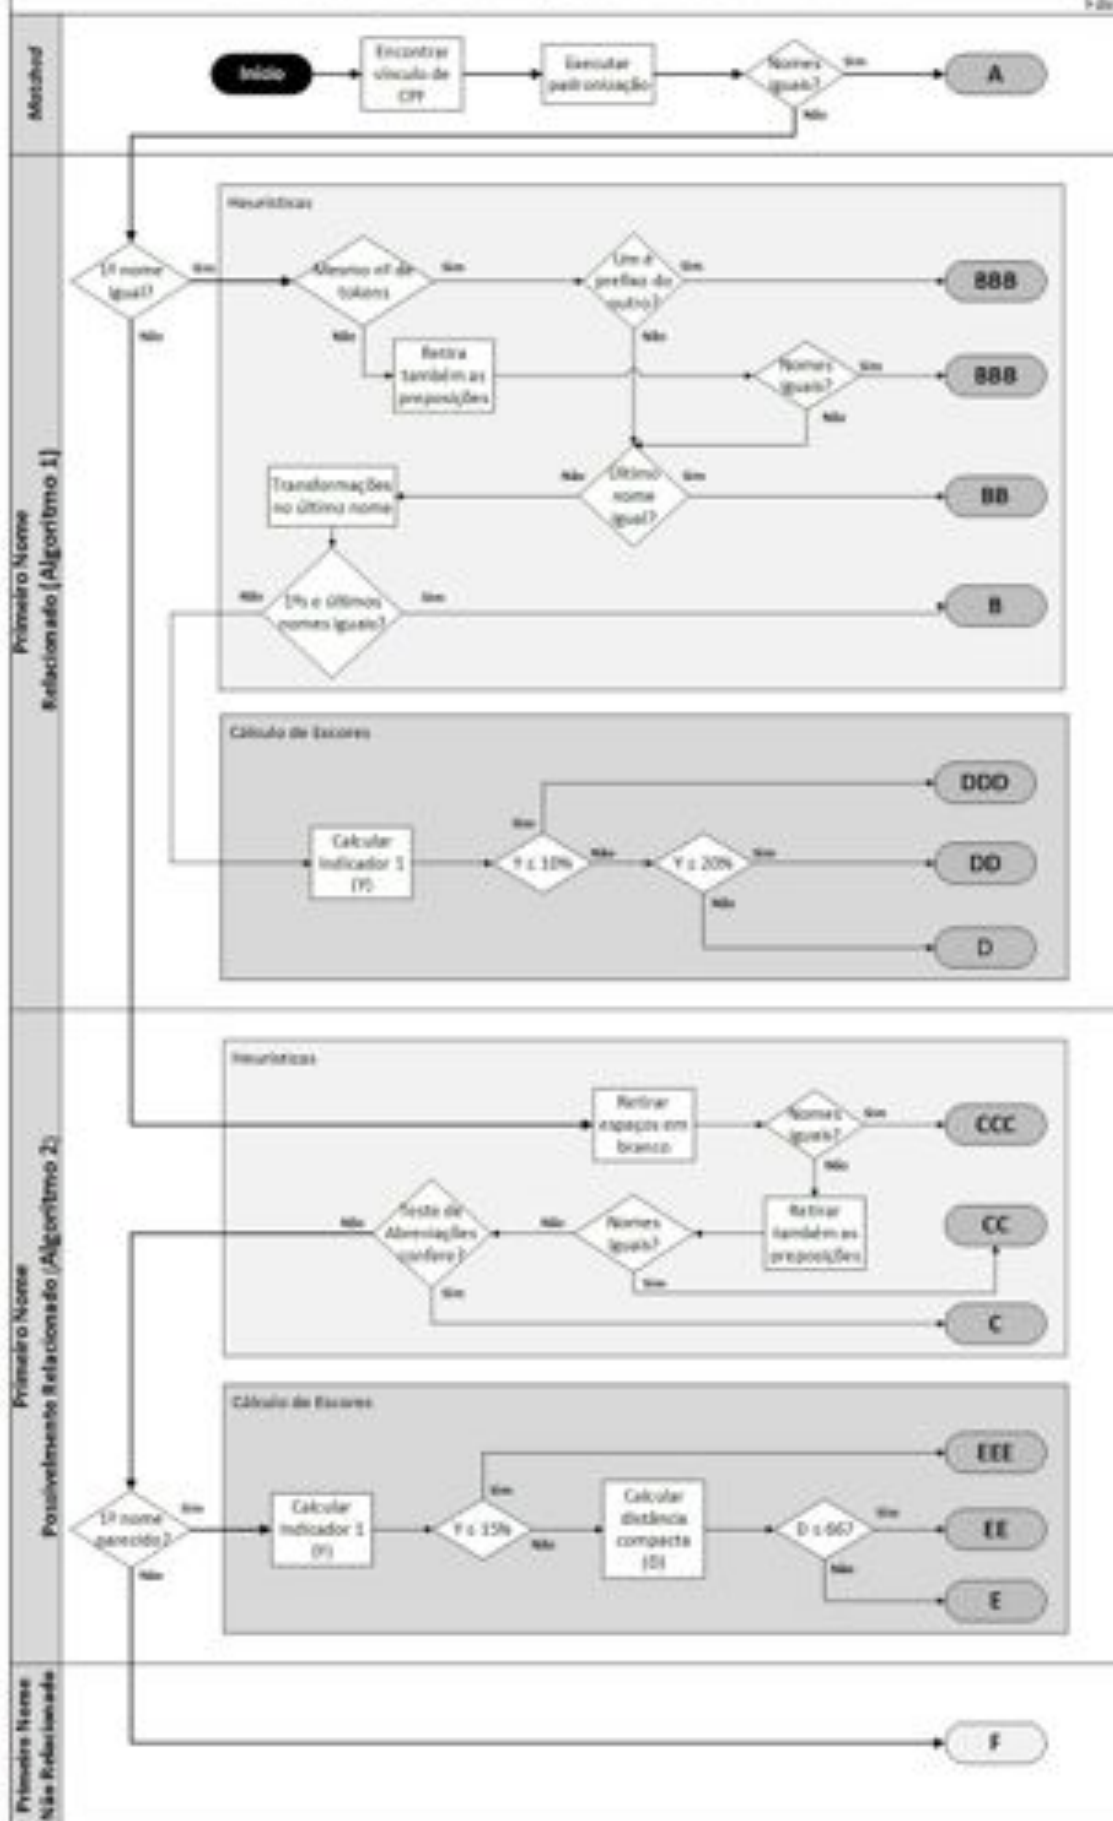 Matched
Início
Encontrar
vínculo de
CPF
Executar
padronização
Nomes
iguais?
Sim
A
Não
Primeiro Nome
Relacionado (Algoritmo 1)
Heurísticas
1º nome
igual?
Sim
Não
Mesmo nº de
tokens
Sim
Não
Um é
prefixo do
outro?
Sim
Não
BBB
Retira
também as
preposições
Nomes
iguais?
Sim
Não
BBB
Último
nome
igual?
Não
Sim
BB
Transformações
no último nome
1ºs e últimos
nomes iguais?
Não
Sim
B
Cálculo de Escores
Calcular
Indicador 1
(Y)
Y ≤ 10%
Sim
Não
DDD
Y ≤ 20%
Sim
Não
DD
D
Primeiro Nome
Possivelmente Relacionado (Algoritmo 2)
Heurísticas
Retirar
espaços em
branco
Nomes
iguais?
Sim
Não
CCC
Retirar
também as
preposições
Nomes
iguais?
Não
Sim
CC
Teste de
Abreviações
confere?
Não
Sim
C
Cálculo de Escores
1º nome
parecido?
Sim
Não
Calcular
Indicador 1
(Y)
Y ≤ 15%
Sim
Não
EEE
Calcular
distância
compacta
(D)
D ≤ 667
Sim
Não
EE
E
Primeiro Nome
Não Relacionado
F